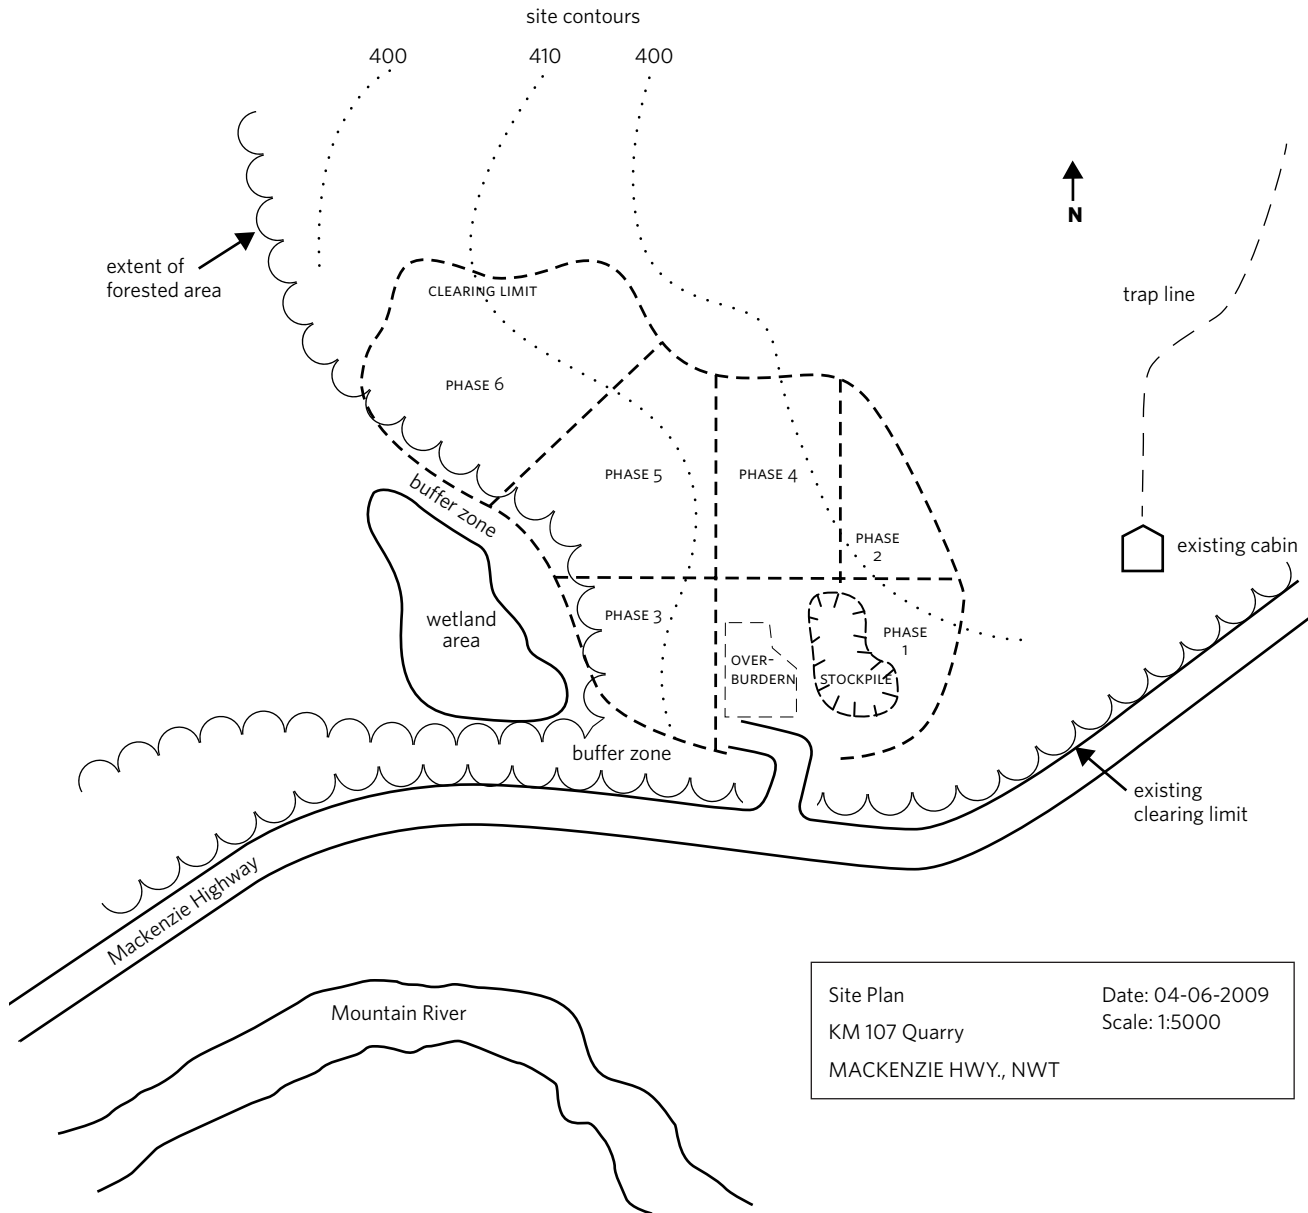 site contours
400
410
400
N
extent of
forested area
CLEARING LIMIT
trap line
PHASE 6
PHASE 5
PHASE 4
buffer zone
PHASE
2
existing cabin
wetland
area
PHASE 3
PHASE
1
OVER-
BURDERN
STOCKPILE
buffer zone
existing
clearing limit
Mackenzie Highway
Mountain River
Site Plan
Date: 04-06-2009
Scale: 1:5000
KM 107 Quarry
MACKENZIE HWY., NWT